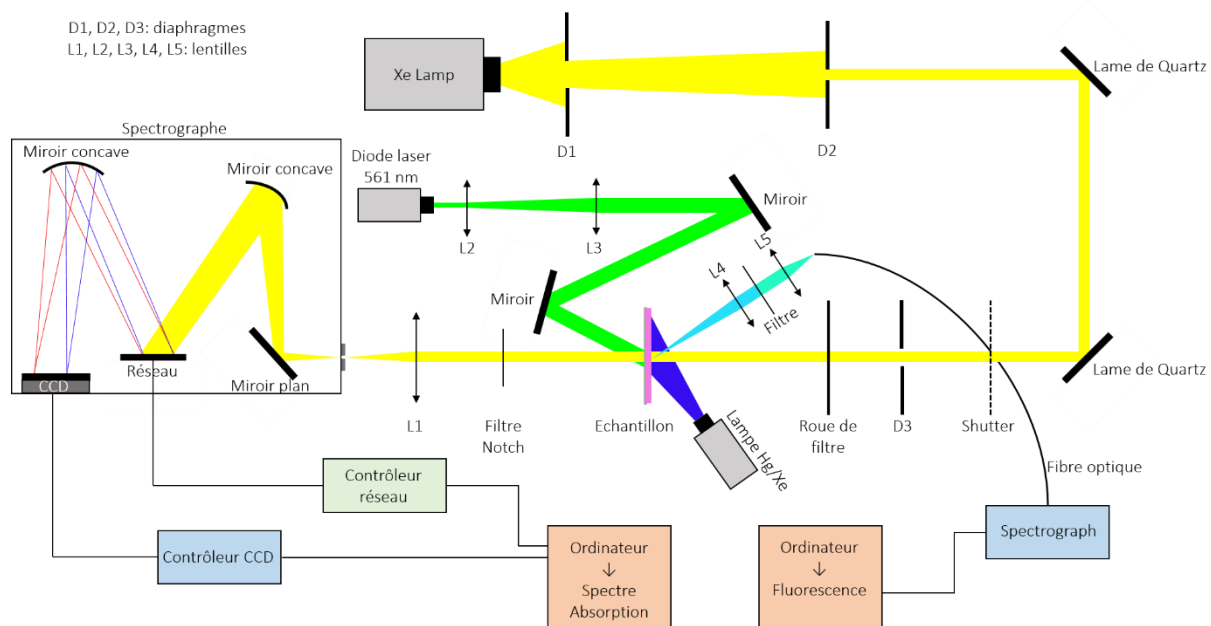 D1, D2, D3: diaphragmes
L1, L2, L3, L4, L5: lentilles
Xe Lamp
Lame de Quartz
D1
D2
Spectrographe
Miroir concave
Miroir concave
Diode laser
561 nm
Miroir
L2
L3
L5
L4
Filtre
Miroir
Réseau
CCD
Miroir plan
Lame de Quartz
L1
Filtre
Notch
Echantillon
Lampe Hg/Xe
Roue de
filtre
D3
Shutter
Fibre optique
Contrôleur
réseau
Spectrograph
Contrôleur CCD
Ordinateur
↓
Spectre
Absorption
Ordinateur
↓
Fluorescence